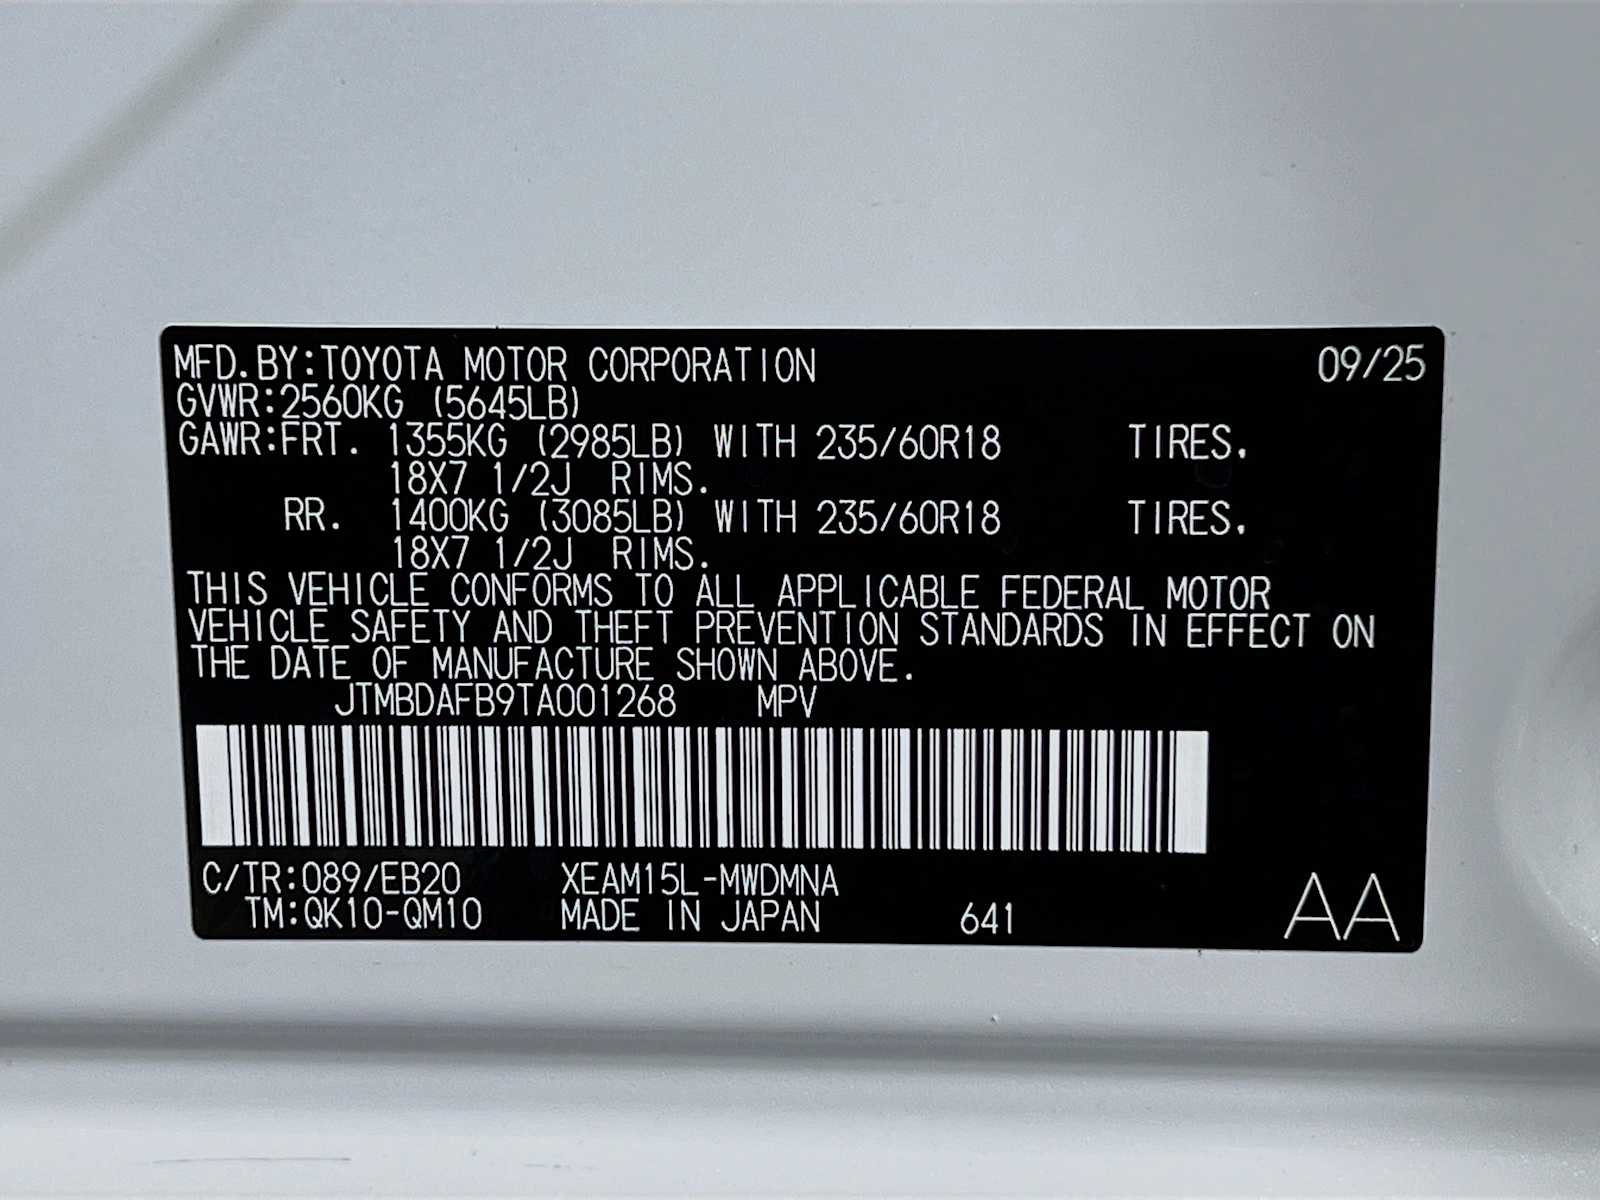 MFD.BY:TOYOTA MOTOR CORPORATION 09/25
GVWR:2560KG (5645LB)
GAWR:FRT. 1355KG (2985LB) WITH 235/60R18 TIRES.
18X7 1/2J RIMS.
RR. 1400KG (3085LB) WITH 235/60R18 TIRES.
18X7 1/2J RIMS.
THIS VEHICLE CONFORMS TO ALL APPLICABLE FEDERAL MOTOR
VEHICLE SAFETY AND THEFT PREVENTION STANDARDS IN EFFECT ON
THE DATE OF MANUFACTURE SHOWN ABOVE.
JTMBDAFB9TA001268 MPV
C/TR:089/EB20 XEAM15L-MWDMNA
TM:QK10-QM10 MADE IN JAPAN 641 AA